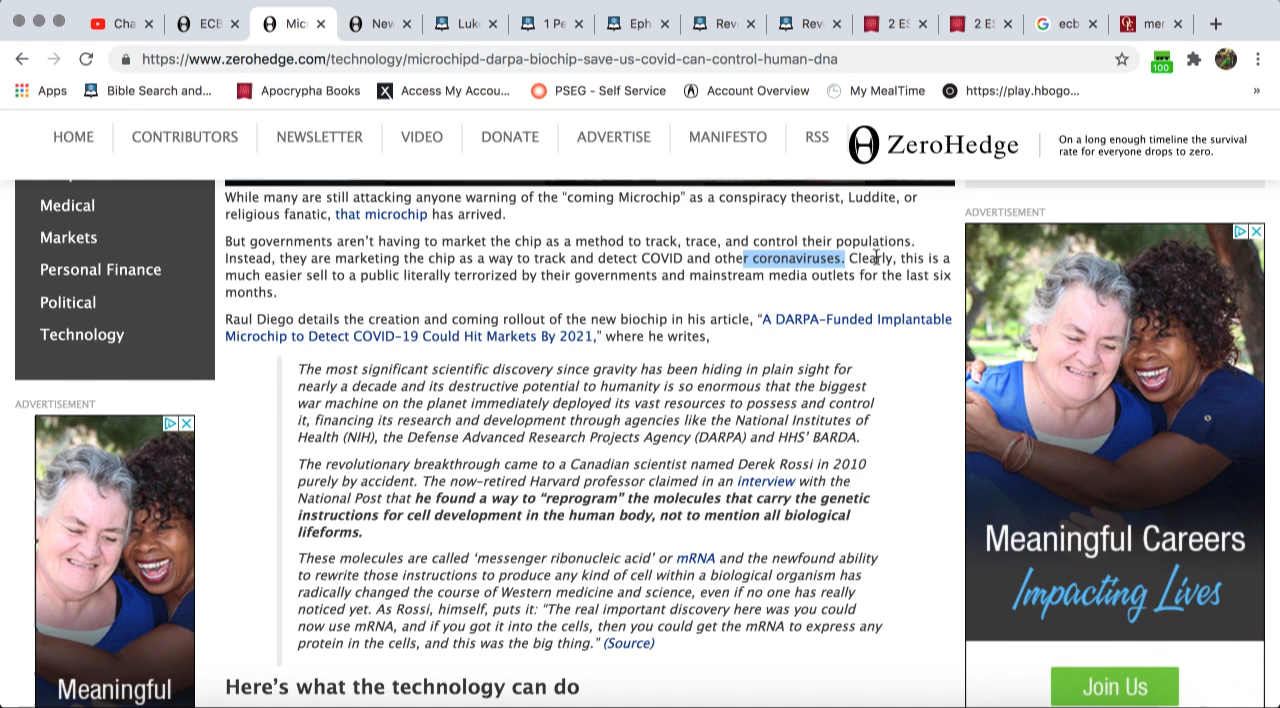 Cha
ECB
Mic
Nev
Luk
1 Pe
Eph
Rev
Rev
2 ES
2 ES
ecb
mer
https://www.zerohedge.com/technology/microchipd-darpa-biochip-save-us-covid-can-control-human-dna
100
Apps
Bible Search and...
Apocrypha Books
Access My Accou...
PSEG - Self Service
Account Overview
My MealTime
https://play.hbogo...
»
HOME
CONTRIBUTORS
NEWSLETTER
VIDEO
DONATE
ADVERTISE
MANIFESTO
RSS
ZeroHedge
On a long enough timeline the survival
rate for everyone drops to zero.
Medical
Markets
Personal Finance
Political
Technology
ADVERTISEMENT
Meaningful
While many are still attacking anyone warning of the "coming Microchip" as a conspiracy theorist, Luddite, or
religious fanatic, that microchip has arrived.
But governments aren't having to market the chip as a method to track, trace, and control their populations.
Instead, they are marketing the chip as a way to track and detect COVID and other coronaviruses. Clearly, this is a
much easier sell to a public literally terrorized by their governments and mainstream media outlets for the last six
months.
Raul Diego details the creation and coming rollout of the new biochip in his article, "A DARPA-Funded Implantable
Microchip to Detect COVID-19 Could Hit Markets By 2021," where he writes,
The most significant scientific discovery since gravity has been hiding in plain sight for
nearly a decade and its destructive potential to humanity is so enormous that the biggest
war machine on the planet immediately deployed its vast resources to possess and control
it, financing its research and development through agencies like the National Institutes of
Health (NIH), the Defense Advanced Research Projects Agency (DARPA) and HHS' BARDA.
The revolutionary breakthrough came to a Canadian scientist named Derek Rossi in 2010
purely by accident. The now-retired Harvard professor claimed in an interview with the
National Post that he found a way to "reprogram" the molecules that carry the genetic
instructions for cell development in the human body, not to mention all biological
lifeforms.
These molecules are called 'messenger ribonucleic acid' or mRNA and the newfound ability
to rewrite those instructions to produce any kind of cell within a biological organism has
radically changed the course of Western medicine and science, even if no one has really
noticed yet. As Rossi, himself, puts it: "The real important discovery here was you could
now use mRNA, and if you got it into the cells, then you could get the mRNA to express any
protein in the cells, and this was the big thing." (Source)
Here's what the technology can do
ADVERTISEMENT
Meaningful Careers
Impacting Lives
Join Us